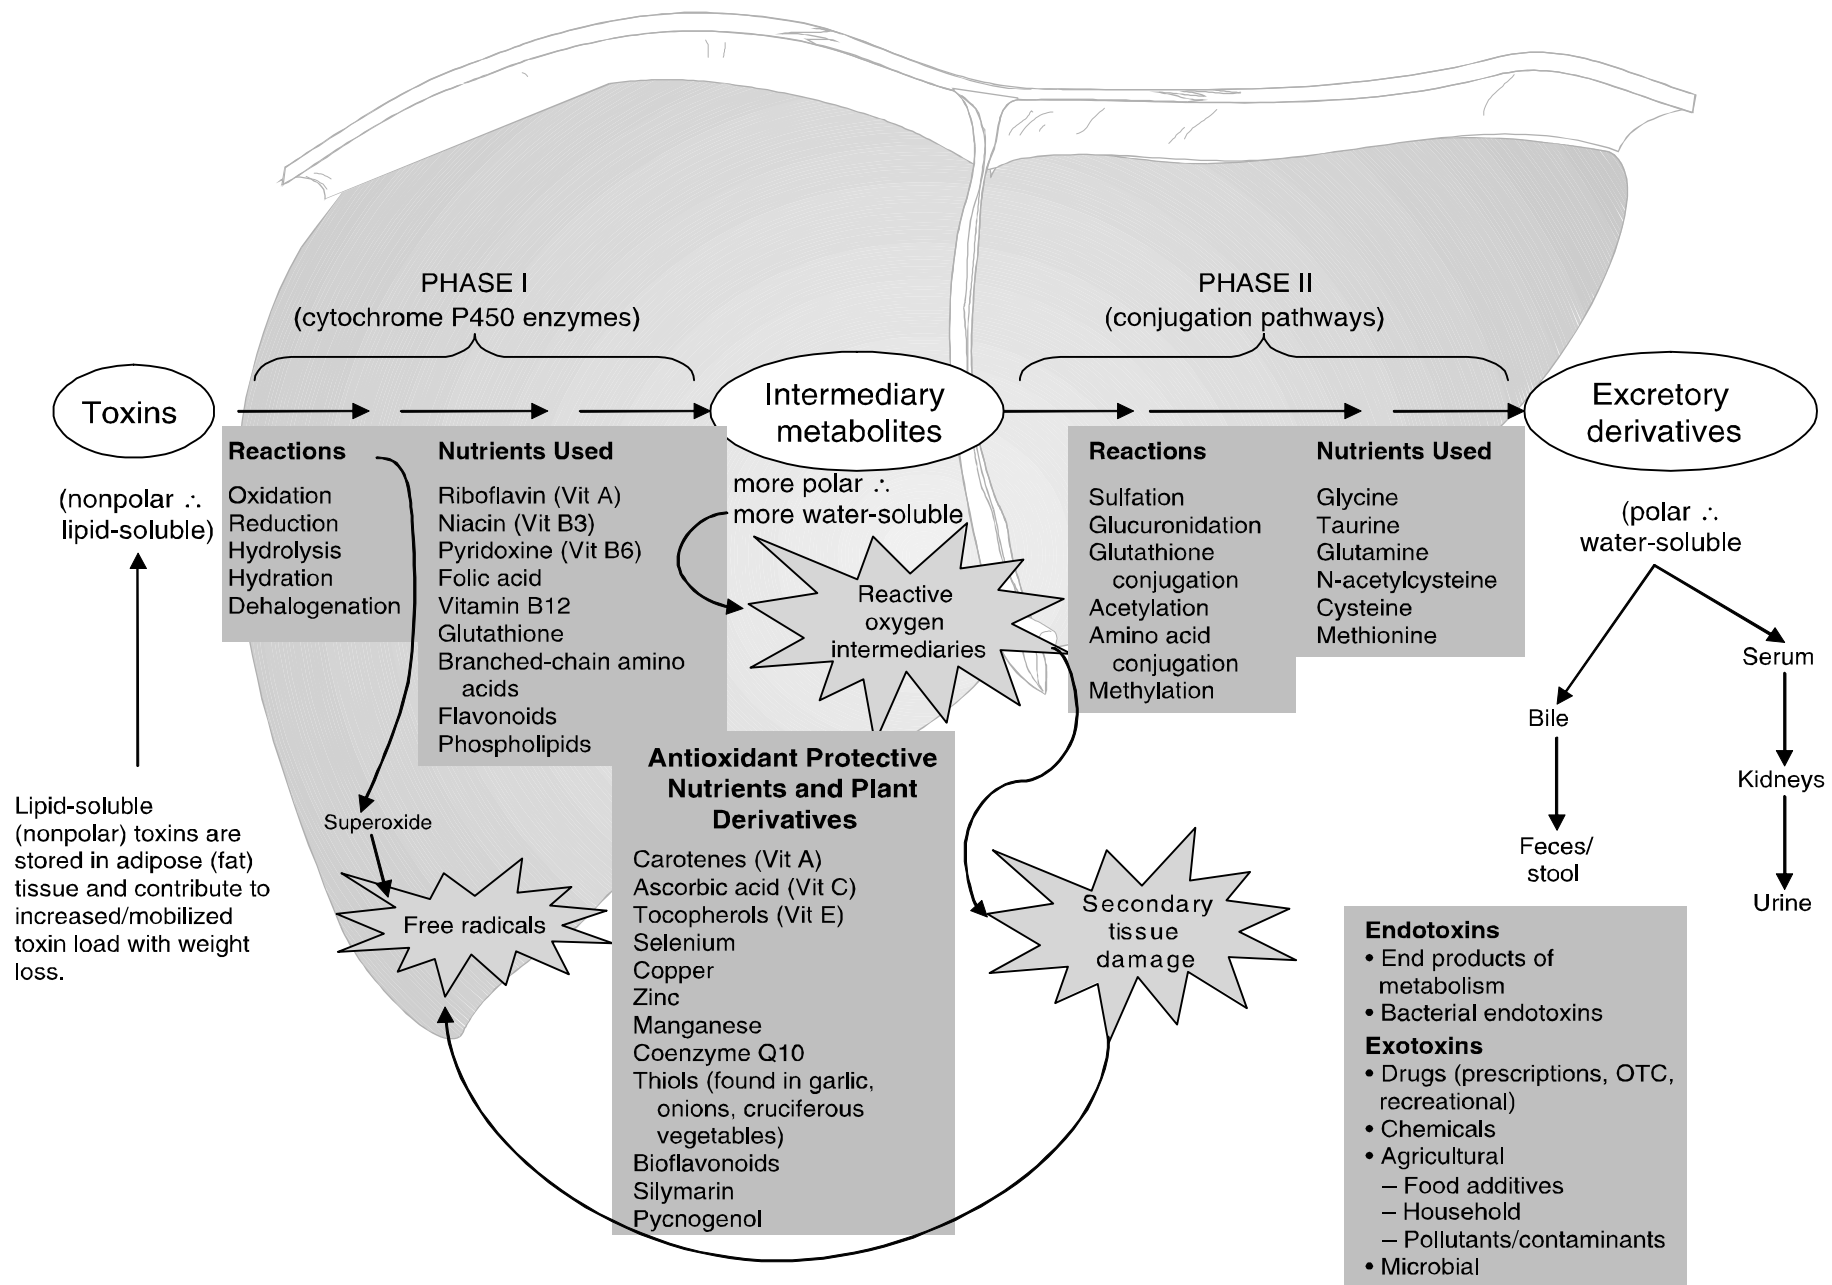 PHASE I
(cytochrome P450 enzymes)
PHASE II
(conjugation pathways)
Toxins
Intermediary
metabolites
Excretory
derivatives
(nonpolar ∴
lipid-soluble)
Lipid-soluble
(nonpolar) toxins are
stored in adipose (fat)
tissue and contribute to
increased/mobilized
toxin load with weight
loss.
Reactions
Oxidation
Reduction
Hydrolysis
Hydration
Dehalogenation
Nutrients Used
Riboflavin (Vit A)
Niacin (Vit B3)
Pyridoxine (Vit B6)
Folic acid
Vitamin B12
Glutathione
Branched-chain amino
acids
Flavonoids
Phospholipids
more polar ∴
more water-soluble
Reactive
oxygen
intermediaries
Reactions
Sulfation
Glucuronidation
Glutathione
conjugation
Acetylation
Amino acid
conjugation
Methylation
Nutrients Used
Glycine
Taurine
Glutamine
N-acetylcysteine
Cysteine
Methionine
(polar ∴
water-soluble
Serum
Bile
Kidneys
Feces/
stool
Urine
Superoxide
Free radicals
Antioxidant Protective
Nutrients and Plant
Derivatives
Carotenes (Vit A)
Ascorbic acid (Vit C)
Tocopherols (Vit E)
Selenium
Copper
Zinc
Manganese
Coenzyme Q10
Thiols (found in garlic,
onions, cruciferous
vegetables)
Bioflavonoids
Silymarin
Pycnogenol
Secondary
tissue
damage
Endotoxins
• End products of
metabolism
• Bacterial endotoxins
Exotoxins
• Drugs (prescriptions, OTC,
recreational)
• Chemicals
• Agricultural
– Food additives
– Household
– Pollutants/contaminants
• Microbial